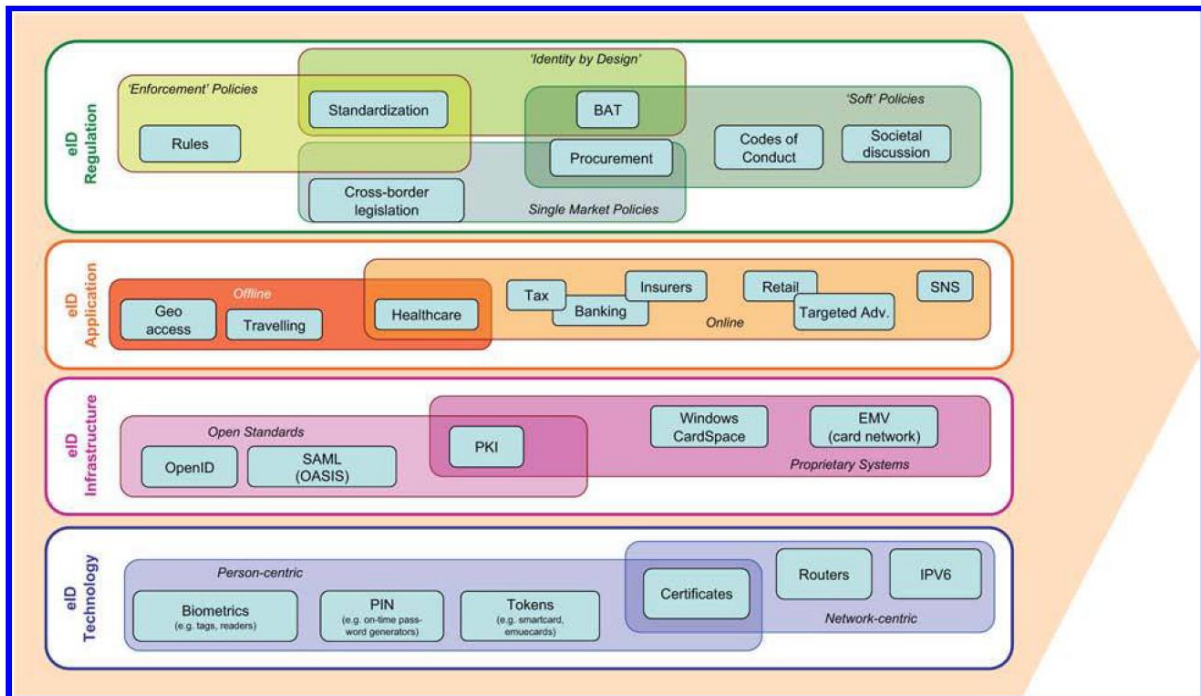 eID
Regulation
'Identity by Design'
'Enforcement' Policies
'Soft' Policies
Standardization
BAT
Rules
Codes of
Conduct
Societal
discussion
Procurement
Cross-border
legislation
Single Market Policies
eID
Application
Offline
Geo
access
Travelling
Healthcare
Tax
Banking
Insurers
Retail
Targeted Adv.
SNS
Online
eID
Infrastructure
Open Standards
OpenID
SAML
(OASIS)
PKI
Windows
CardSpace
EMV
(card network)
Proprietary Systems
eID
Technology
Person-centric
Biometrics
(e.g. tags, readers)
PIN
(e.g. on-time pass-
word generators)
Tokens
(e.g. smartcard,
emuecards)
Certificates
Routers
IPV6
Network-centric